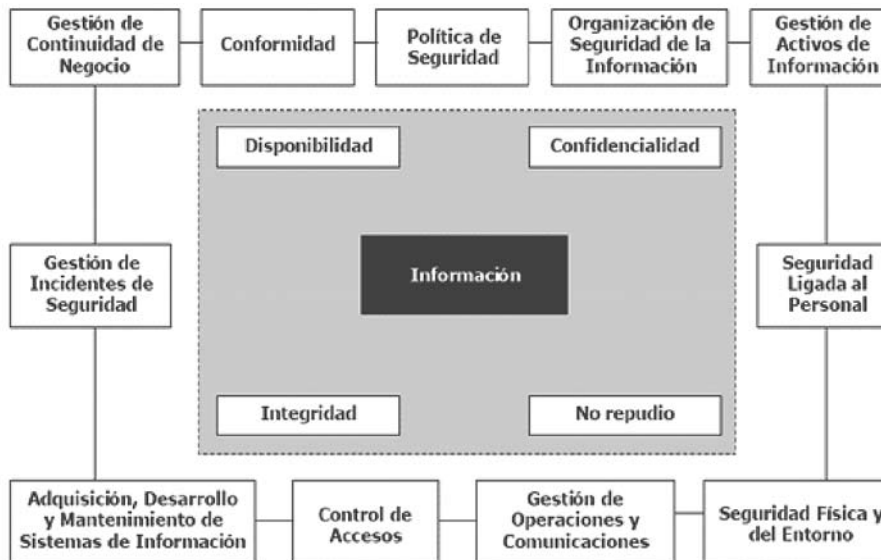 Gestión de
Continuidad de
Negocio
Conformidad
Política de
Seguridad
Organización de
Seguridad de la
Información
Gestión de
Activos de
Información
Disponibilidad
Confidencialidad
Gestión de
Incidentes de
Seguridad
Información
Seguridad
Ligada al
Personal
Integridad
No repudio
Adquisición, Desarrollo
y Mantenimiento de
Sistemas de Información
Control de
Accesos
Gestión de
Operaciones y
Comunicaciones
Seguridad Física y
del Entorno